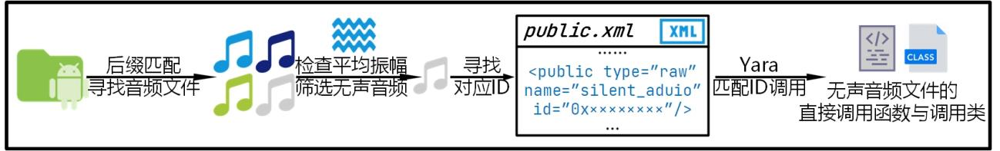 后缀匹配
寻找音频文件
检查平均振幅
筛选无声音频
寻找
对应ID
public.xml
XML
......
<public type="raw"
name="silent_aduio"
id="0x××××××××"/>
...
Yara
匹配ID调用
</>
CLASS
无声音频文件的
直接调用函数与调用类